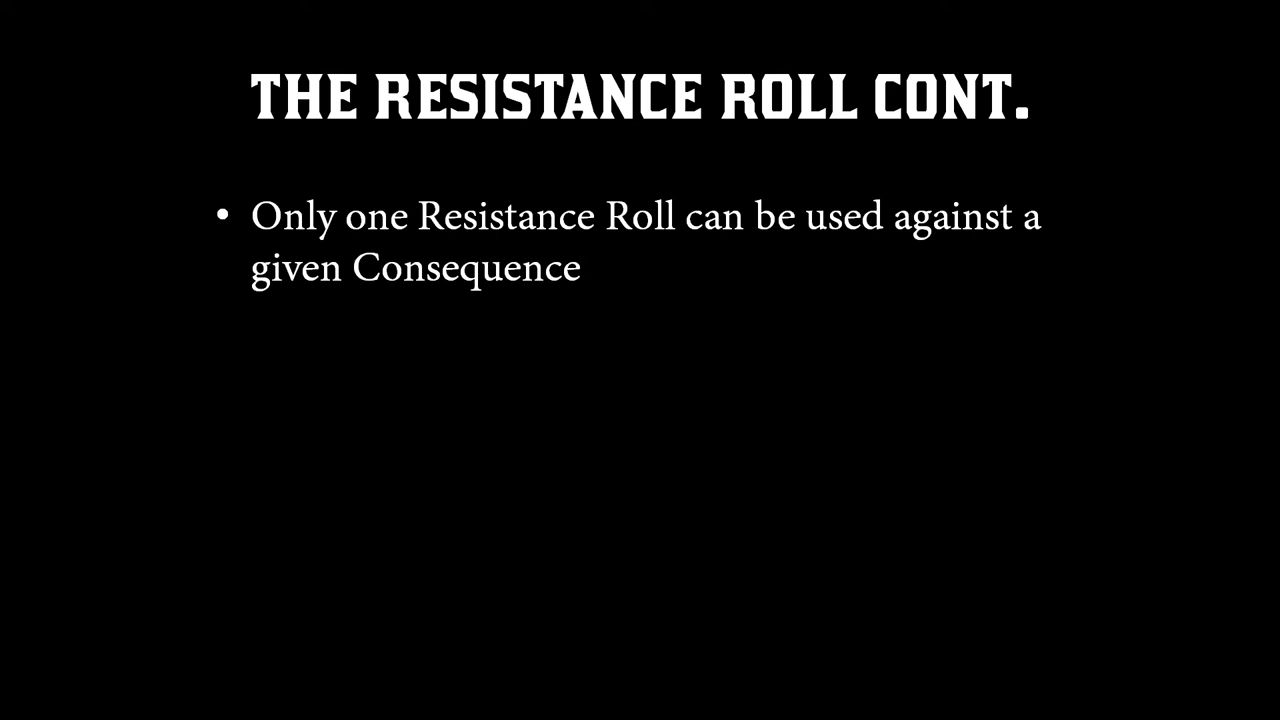 THE RESISTANCE ROLL CONT.
• Only one Resistance Roll can be used against a
given Consequence